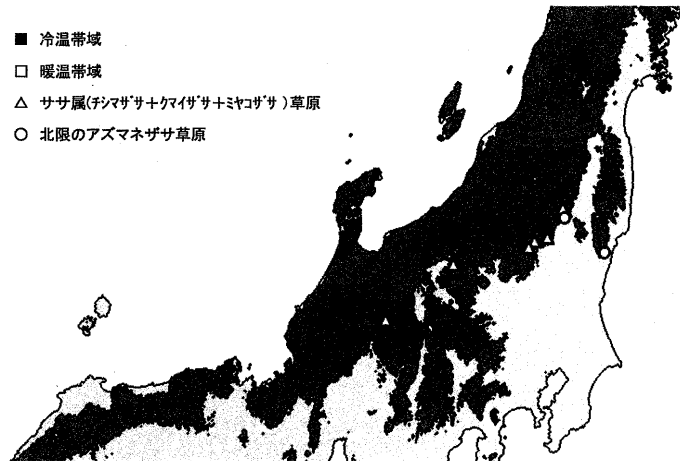 ■ 冷温帯域
□ 暖温帯域
△ ササ属(ﾁｼﾏｻﾞｻ+ｸﾏｲｻﾞｻ+ﾐﾔｺｻﾞｻ )草原
○ 北限のアズマネザサ草原